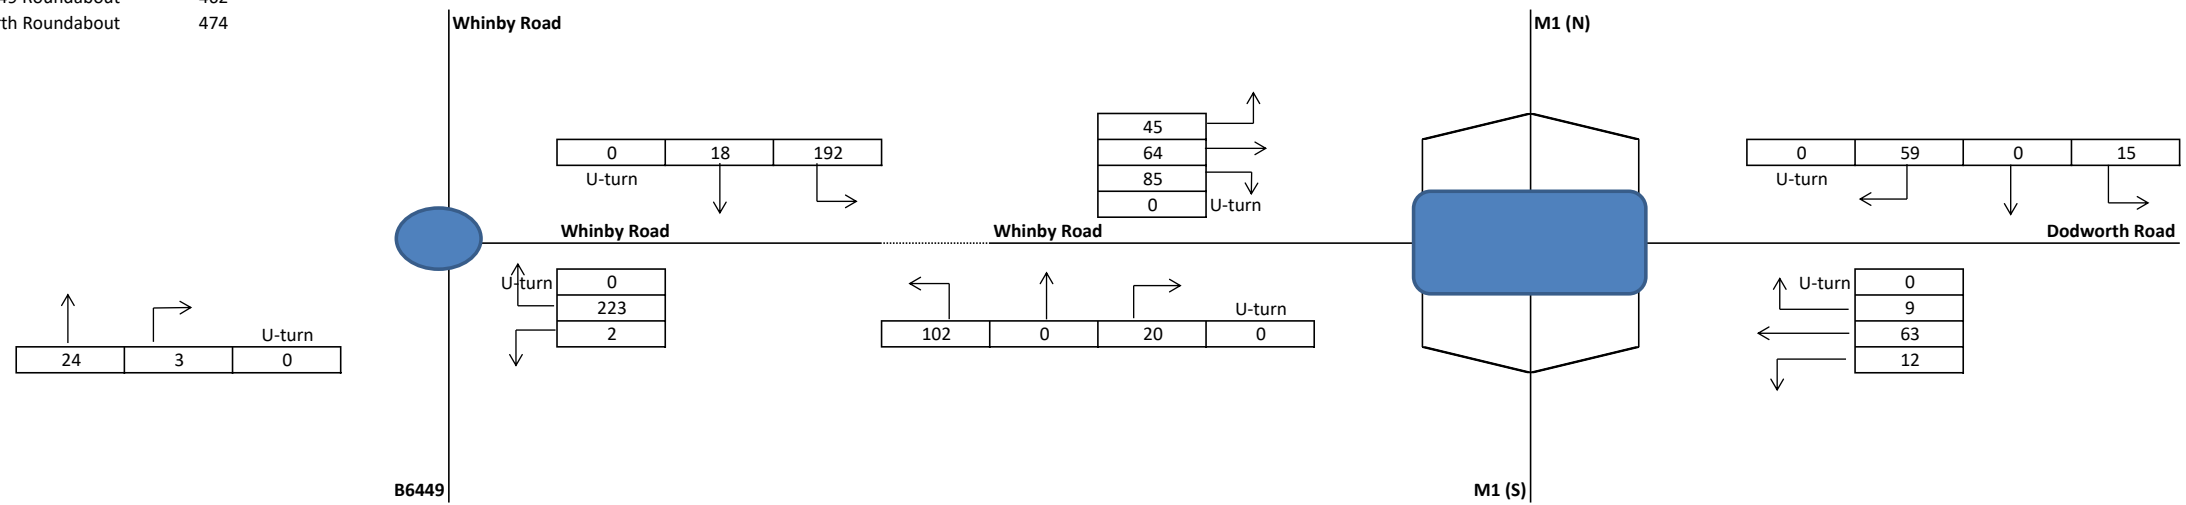 Roundabout
Roundabout 474
Whinby Road
M1 (N)
45
64
85
0 U-turn
0 18 192
U-turn
0 59 0 15
U-turn
Whinby Road
Whinby Road
Dodworth Road
U-turn 0
223
2
U-turn
24 3 0
U-turn
102 0 20 0
U-turn 0
9
63
12
B6449
M1 (S)